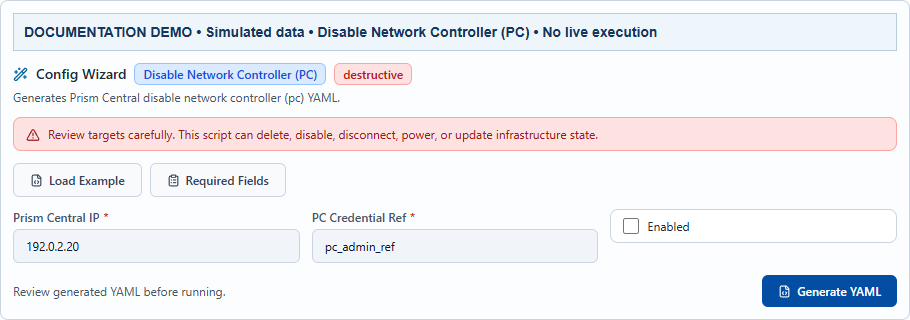 DOCUMENTATION DEMO • Simulated data • Disable Network Controller (PC) • No live execution
Config Wizard Disable Network Controller (PC) destructive
Generates Prism Central disable network controller (pc) YAML.
Review targets carefully. This script can delete, disable, disconnect, power, or update infrastructure state.
Load Example Required Fields
Prism Central IP * PC Credential Ref *
192.0.2.20 pc_admin_ref Enabled
Review generated YAML before running. Generate YAML